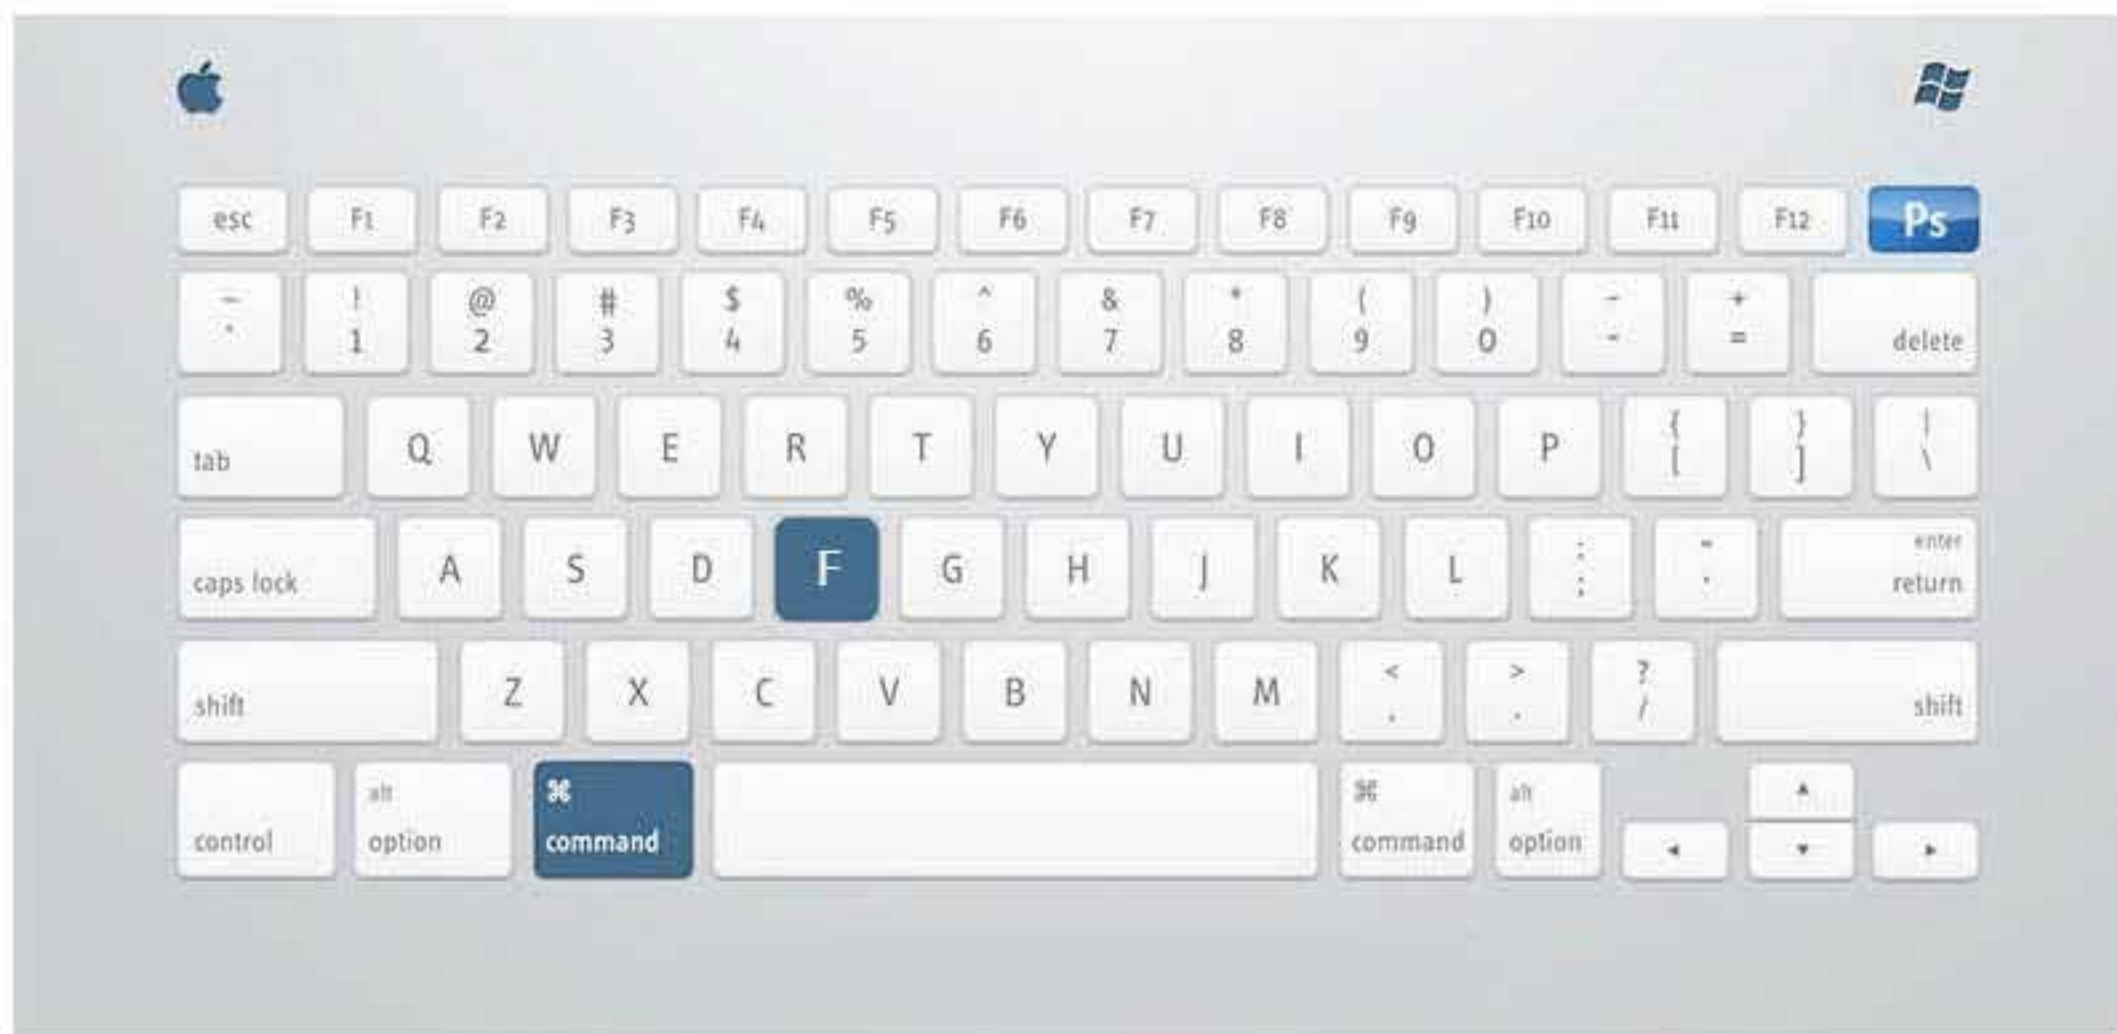 esc F1 F2 F3 F4 F5 F6 F7 F8 F9 F10 F11 F12 Ps
~ ! @ # $ % ^ & * ( ) - +
` 1 2 3 4 5 6 7 8 9 0 - = delete
tab Q W E R T Y U I O P { [ } ] | \
caps lock A S D F G H J K L : ; " ' enter return
shift Z X C V B N M < , > . ? / shift
control alt option ⌘ command ⌘ command alt option ◄ ▲ ▼ ►